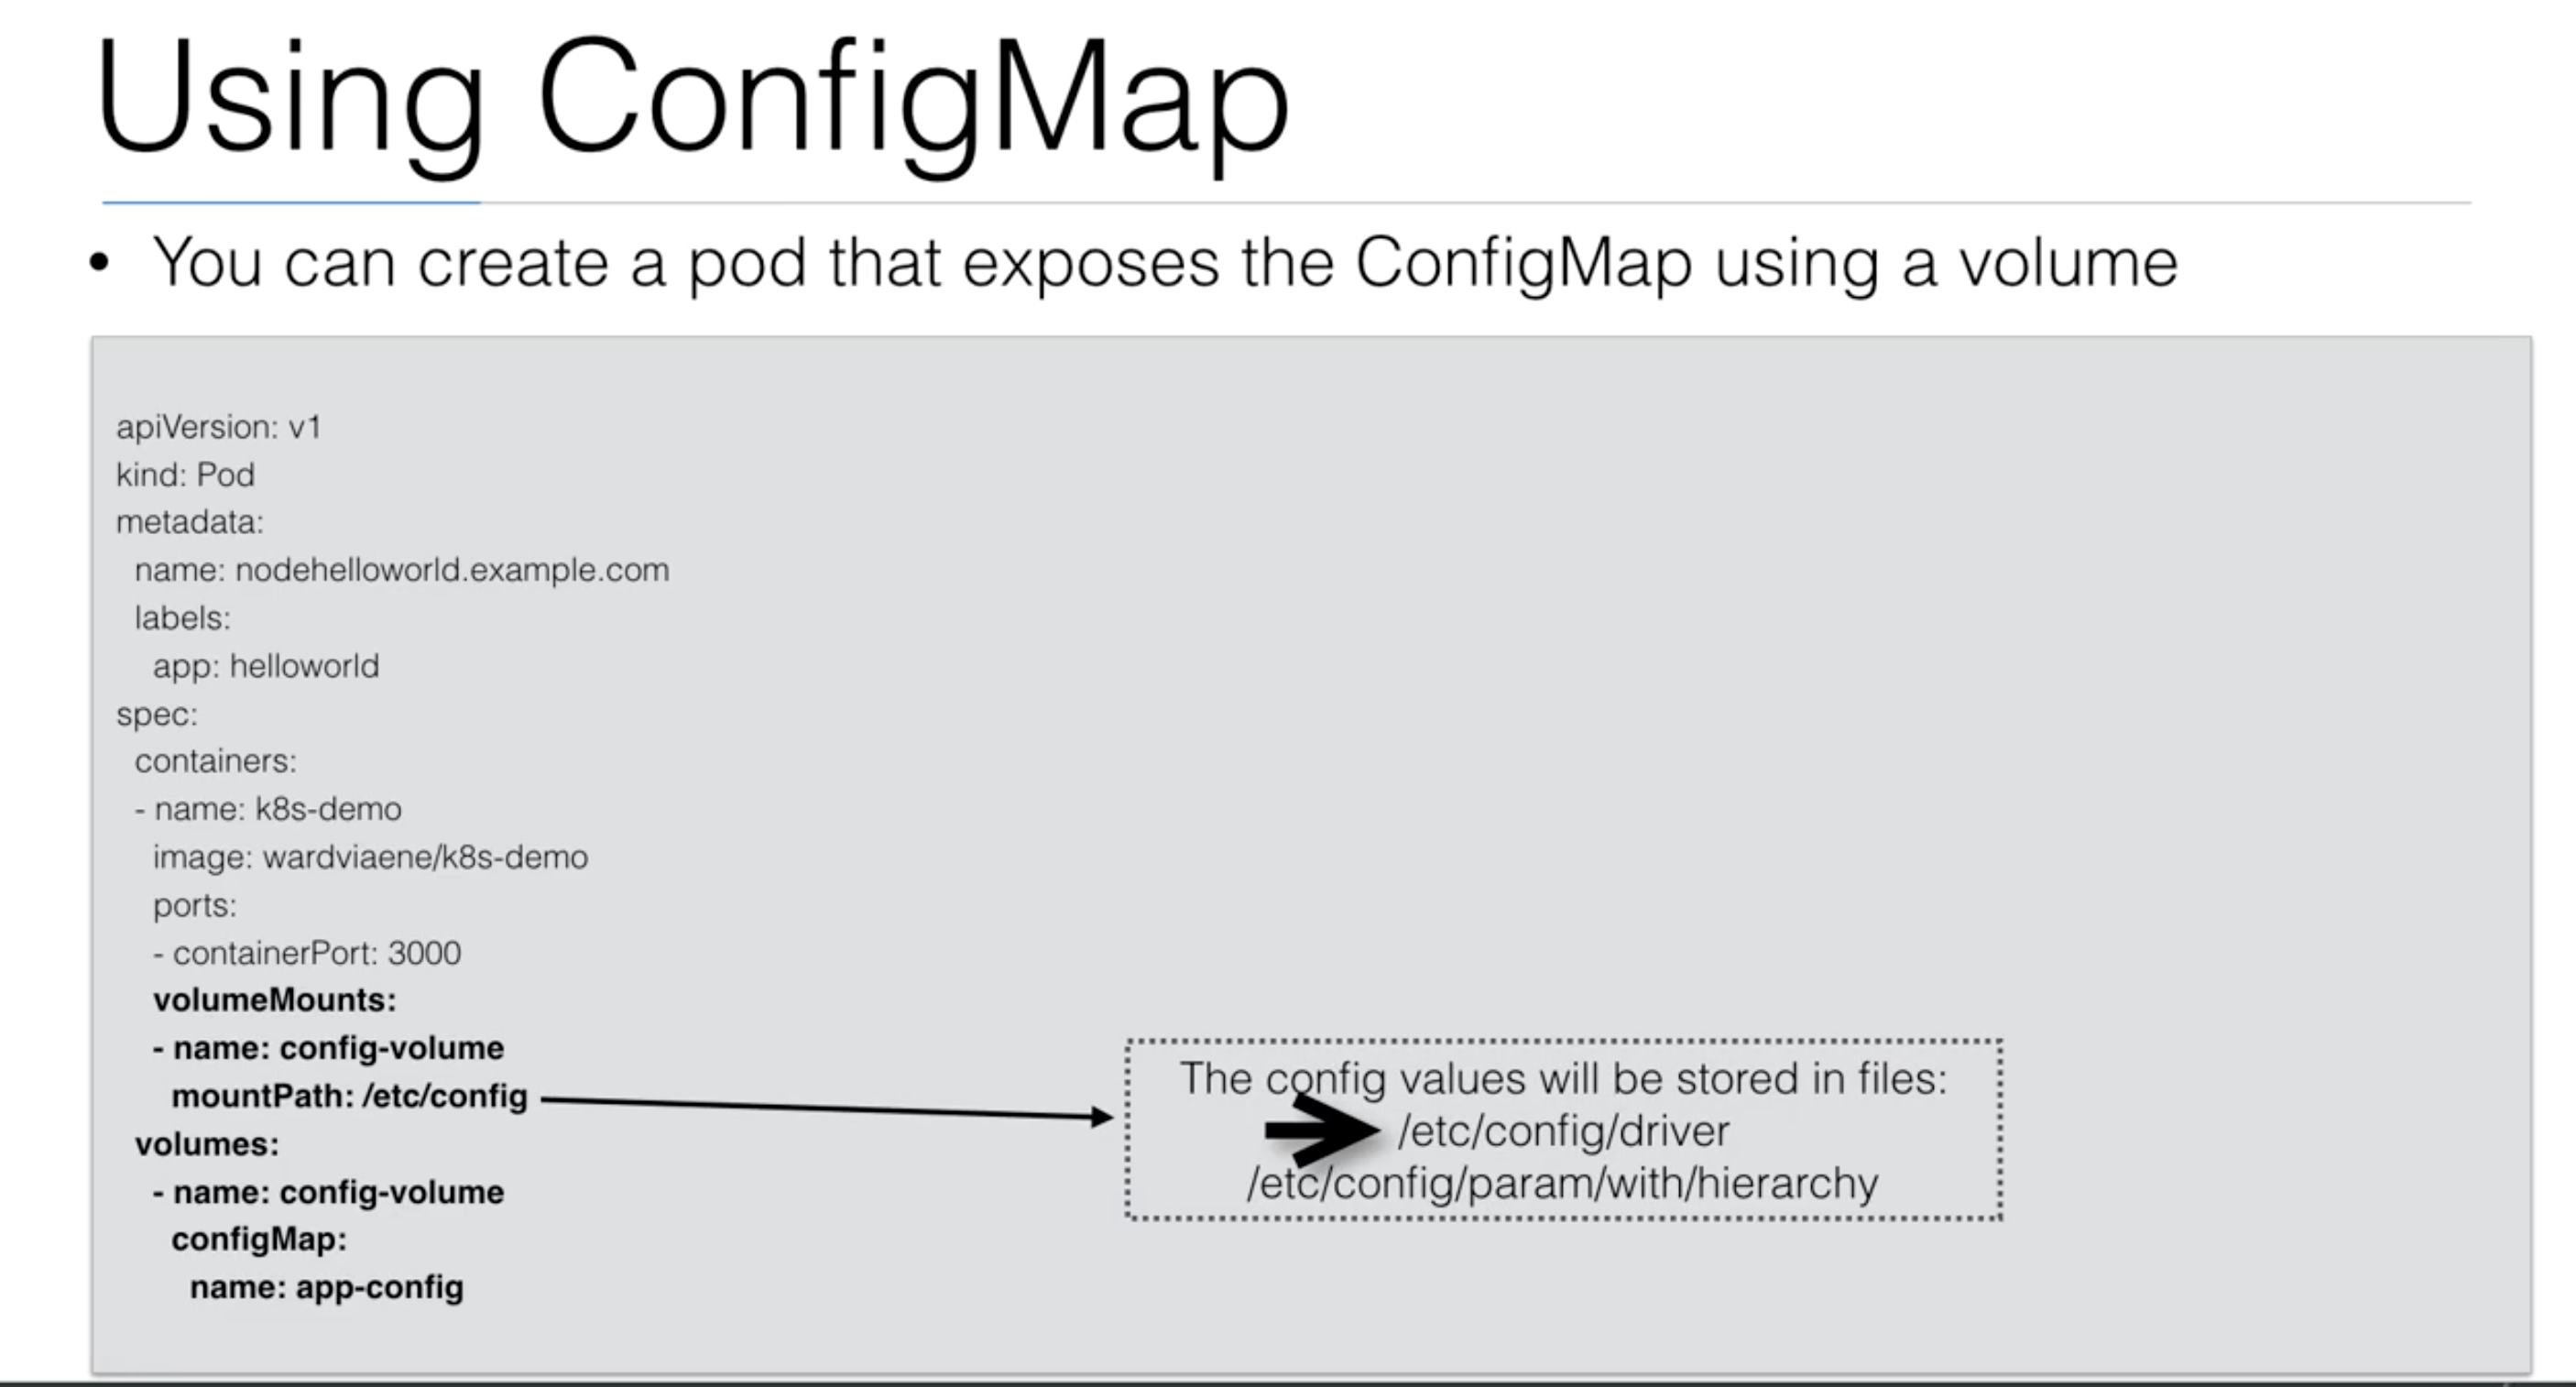 Using ConfigMap
• You can create a pod that exposes the ConfigMap using a volume
apiVersion: v1
kind: Pod
metadata:
  name: nodehelloworld.example.com
  labels:
    app: helloworld
spec:
  containers:
  - name: k8s-demo
    image: wardviaene/k8s-demo
    ports:
    - containerPort: 3000
    volumeMounts:
    - name: config-volume
      mountPath: /etc/config
  volumes:
    - name: config-volume
      configMap:
        name: app-config
The config values will be stored in files:
/etc/config/driver
/etc/config/param/with/hierarchy